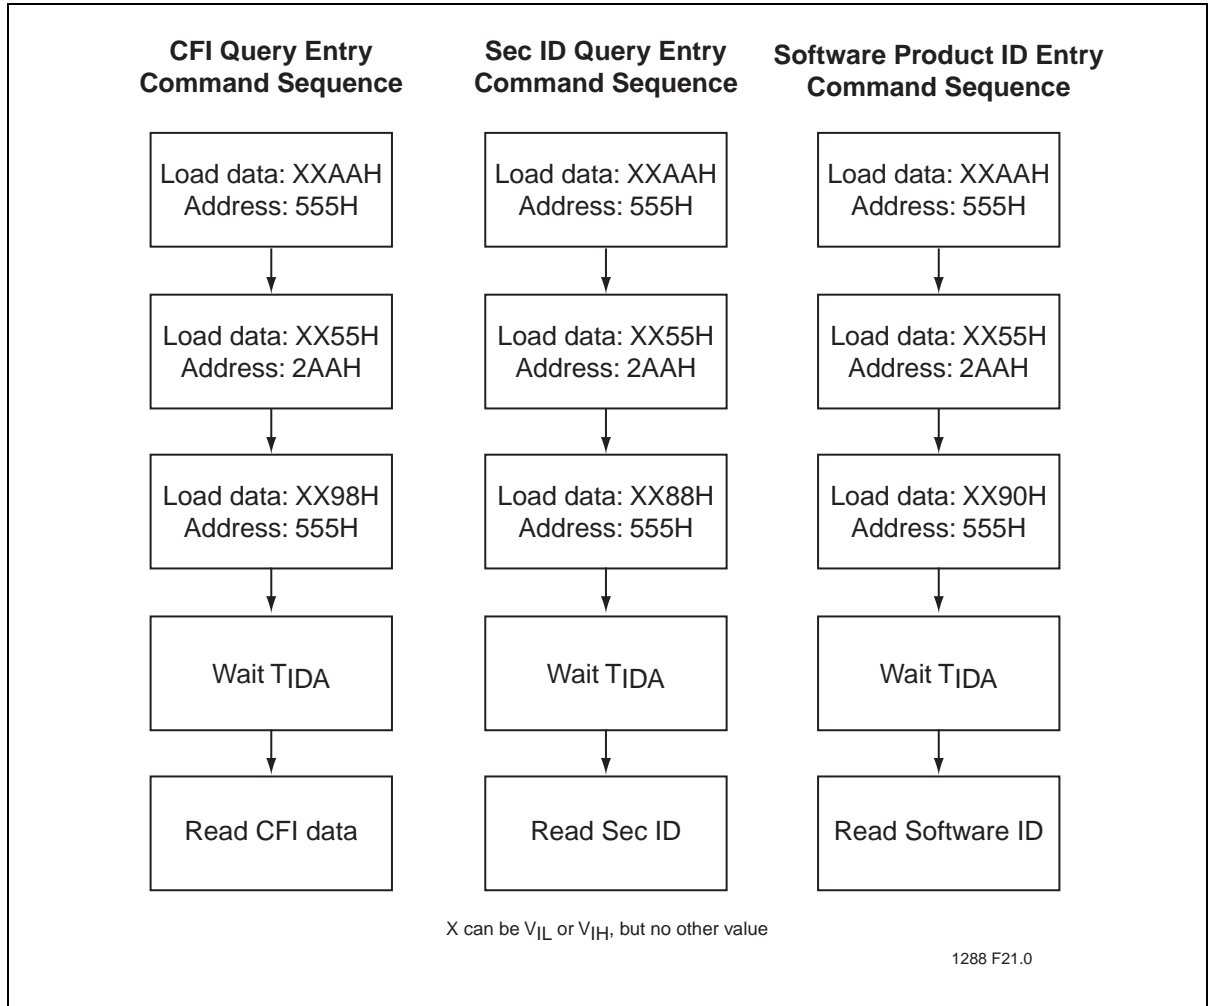 CFI Query Entry
Command Sequence
Load data: XXAAH
Address: 555H
Load data: XX55H
Address: 2AAH
Load data: XX98H
Address: 555H
Wait TIDA
Read CFI data
Sec ID Query Entry
Command Sequence
Load data: XXAAH
Address: 555H
Load data: XX55H
Address: 2AAH
Load data: XX88H
Address: 555H
Wait TIDA
Read Sec ID
Software Product ID Entry
Command Sequence
Load data: XXAAH
Address: 555H
Load data: XX55H
Address: 2AAH
Load data: XX90H
Address: 555H
Wait TIDA
Read Software ID
X can be VIL or VIH, but no other value
1288 F21.0